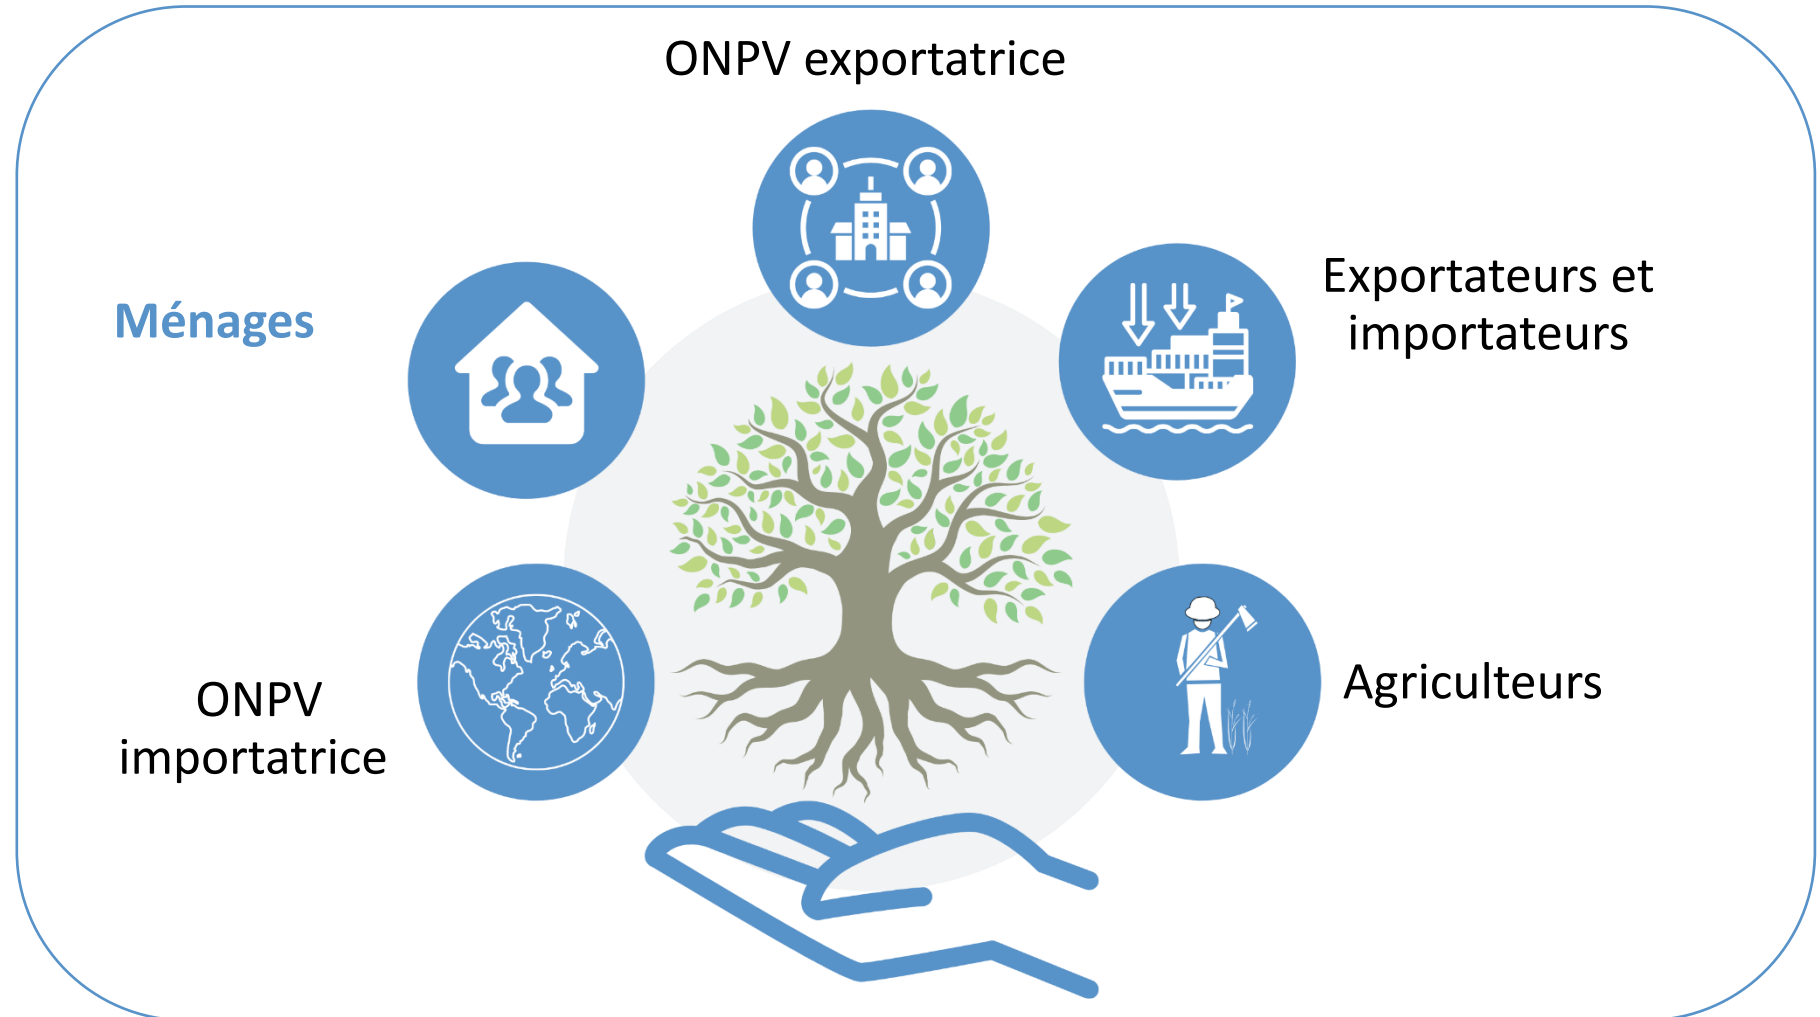 ONPV exportatrice
Exportateurs et
importateurs
Ménages
Agriculteurs
ONPV
importatrice